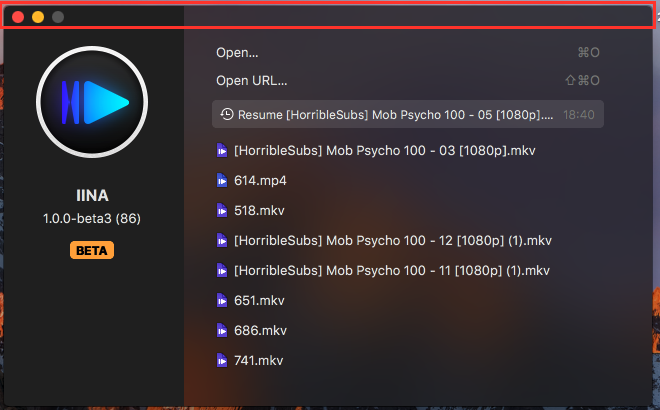 Open...
⌘O
Open URL...
⇧⌘O
Resume [HorribleSubs] Mob Psycho 100 - 05 [1080p]....
18:40
[HorribleSubs] Mob Psycho 100 - 03 [1080p].mkv
614.mp4
518.mkv
[HorribleSubs] Mob Psycho 100 - 12 [1080p] (1).mkv
[HorribleSubs] Mob Psycho 100 - 11 [1080p] (1).mkv
651.mkv
686.mkv
741.mkv
IINA
1.0.0-beta3 (86)
BETA